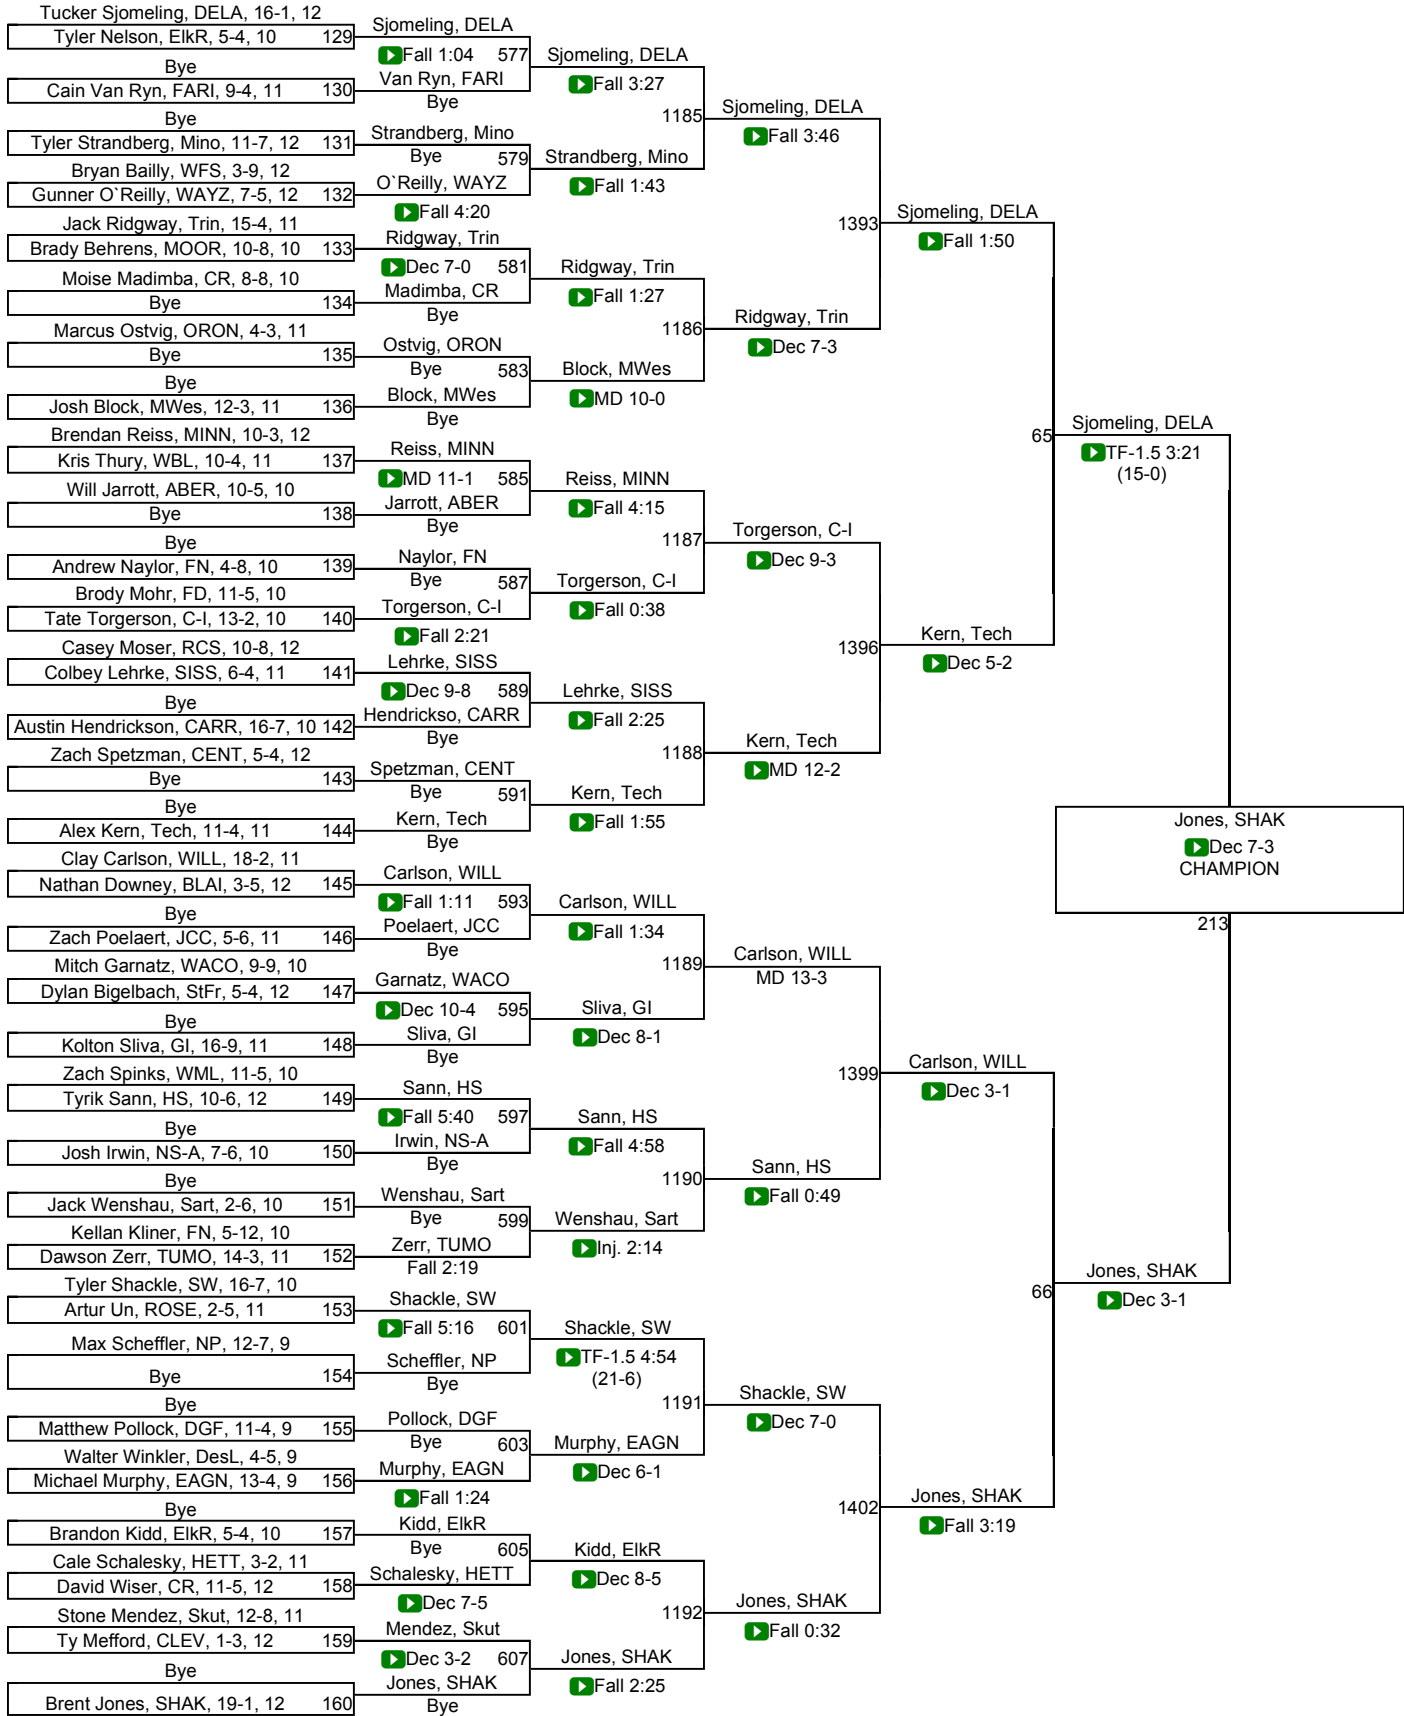 Tucker Sjomeling, DELA, 16-1, 12
Tyler Nelson, ElkR, 5-4, 10 129
Bye
Cain Van Ryn, FARI, 9-4, 11 130
Bye
Tyler Strandberg, Mino, 11-7, 12 131
Bryan Bailly, WFS, 3-9, 12
Gunner O`Reilly, WAYZ, 7-5, 12 132
Jack Ridgway, Trin, 15-4, 11
Brady Behrens, MOOR, 10-8, 10 133
Moise Madimba, CR, 8-8, 10
Bye 134
Marcus Ostvig, ORON, 4-3, 11
Bye 135
Bye
Josh Block, MWes, 12-3, 11 136
Brendan Reiss, MINN, 10-3, 12
Kris Thury, WBL, 10-4, 11 137
Will Jarrott, ABER, 10-5, 10
Bye 138
Bye
Andrew Naylor, FN, 4-8, 10 139
Brody Mohr, FD, 11-5, 10
Tate Torgerson, C-I, 13-2, 10 140
Casey Moser, RCS, 10-8, 12
Colbey Lehrke, SISS, 6-4, 11 141
Bye
Austin Hendrickson, CARR, 16-7, 10 142
Zach Spetzman, CENT, 5-4, 12
Bye 143
Bye
Alex Kern, Tech, 11-4, 11 144
Clay Carlson, WILL, 18-2, 11
Nathan Downey, BLAI, 3-5, 12 145
Bye
Zach Poelaert, JCC, 5-6, 11 146
Mitch Garnatz, WACO, 9-9, 10
Dylan Bigelbach, StFr, 5-4, 12 147
Bye
Kolton Sliva, GI, 16-9, 11 148
Zach Spinks, WML, 11-5, 10
Tyrik Sann, HS, 10-6, 12 149
Bye
Josh Irwin, NS-A, 7-6, 10 150
Bye
Jack Wenshau, Sart, 2-6, 10 151
Kellan Kliner, FN, 5-12, 10
Dawson Zerr, TUMO, 14-3, 11 152
Tyler Shackle, SW, 16-7, 10
Artur Un, ROSE, 2-5, 11 153
Max Scheffler, NP, 12-7, 9
Bye 154
Bye
Matthew Pollock, DGF, 11-4, 9 155
Walter Winkler, DesL, 4-5, 9
Michael Murphy, EAGN, 13-4, 9 156
Bye
Brandon Kidd, ElkR, 5-4, 10 157
Cale Schalesky, HETT, 3-2, 11
David Wiser, CR, 11-5, 12 158
Stone Mendez, Skut, 12-8, 11
Ty Mefford, CLEV, 1-3, 12 159
Bye
Brent Jones, SHAK, 19-1, 12 160
Sjomeling, DELA
Fall 1:04 577
Van Ryn, FARI
Bye
Strandberg, Mino
Bye 579
O`Reilly, WAYZ
Fall 4:20
Ridgway, Trin
Dec 7-0 581
Madimba, CR
Bye
Ostvig, ORON
Bye 583
Block, MWes
Bye
Reiss, MINN
MD 11-1 585
Jarrott, ABER
Bye
Naylor, FN
Bye 587
Torgerson, C-I
Fall 2:21
Lehrke, SISS
Dec 9-8 589
Hendrickso, CARR
Bye
Spetzman, CENT
Bye 591
Kern, Tech
Bye
Carlson, WILL
Fall 1:11 593
Poelaert, JCC
Bye
Garnatz, WACO
Dec 10-4 595
Sliva, GI
Bye
Sann, HS
Fall 5:40 597
Irwin, NS-A
Bye
Wenshau, Sart
Bye 599
Zerr, TUMO
Fall 2:19
Shackle, SW
Fall 5:16 601
Scheffler, NP
Bye
Pollock, DGF
Bye 603
Murphy, EAGN
Fall 1:24
Kidd, ElkR
Bye 605
Schalesky, HETT
Dec 7-5
Mendez, Skut
Dec 3-2 607
Jones, SHAK
Bye
Sjomeling, DELA
Fall 3:27
1185
Strandberg, Mino
Fall 1:43
Ridgway, Trin
Fall 1:27
1186
Block, MWes
MD 10-0
Reiss, MINN
Fall 4:15
1187
Torgerson, C-I
Fall 0:38
Lehrke, SISS
Fall 2:25
1188
Kern, Tech
Fall 1:55
Carlson, WILL
Fall 1:34
1189
Sliva, GI
Dec 8-1
Sann, HS
Fall 4:58
1190
Wenshau, Sart
Inj. 2:14
Shackle, SW
TF-1.5 4:54
(21-6)
1191
Murphy, EAGN
Dec 6-1
Kidd, ElkR
Dec 8-5
1192
Jones, SHAK
Fall 2:25
Sjomeling, DELA
Fall 3:46
1393
Ridgway, Trin
Dec 7-3
Torgerson, C-I
Dec 9-3
1396
Kern, Tech
MD 12-2
Carlson, WILL
MD 13-3
1399
Sann, HS
Fall 0:49
Shackle, SW
Dec 7-0
1402
Jones, SHAK
Fall 0:32
Sjomeling, DELA
Fall 1:50
65
Kern, Tech
Dec 5-2
Carlson, WILL
Dec 3-1
66
Jones, SHAK
Fall 3:19
Sjomeling, DELA
TF-1.5 3:21
(15-0)
Jones, SHAK
Dec 7-3
CHAMPION
213
Jones, SHAK
Dec 3-1